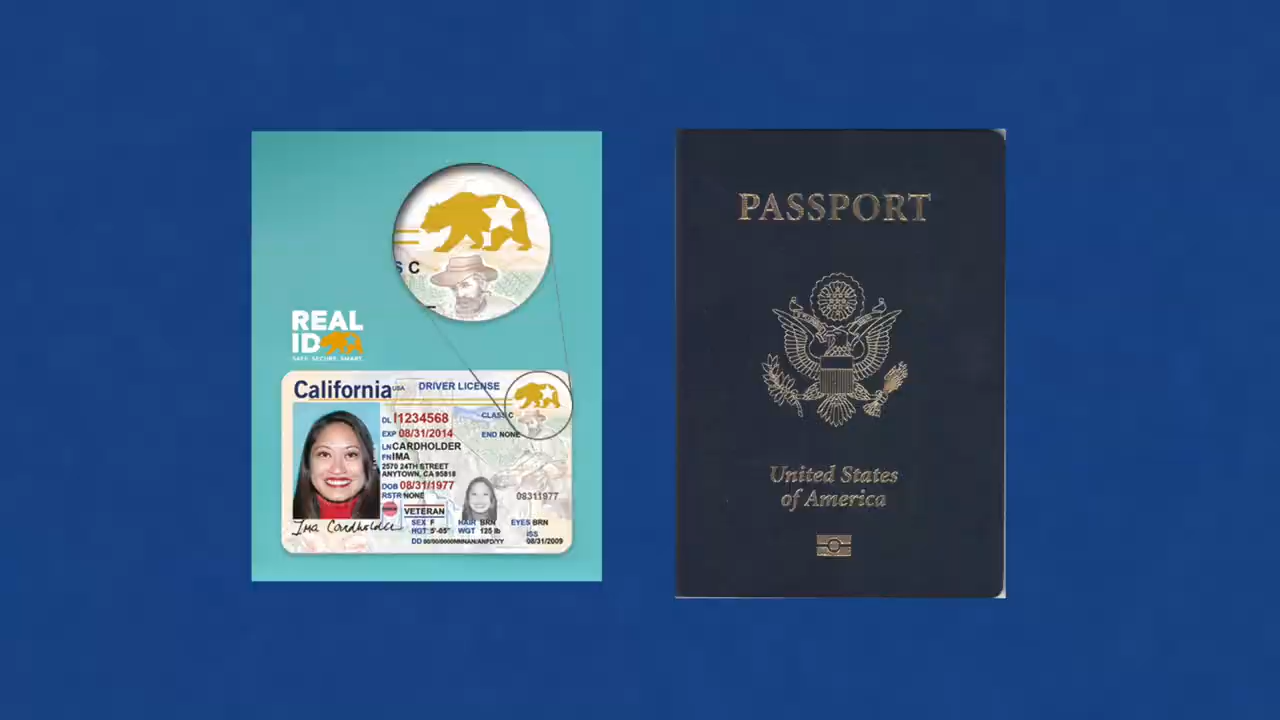 S C
REAL
ID
SAFE. SECURE. SMART.
California USA DRIVER LICENSE
DL I1234568 CLASS C
EXP 08/31/2014 END NONE
LN CARDHOLDER
FN IMA
2570 24TH STREET
ANYTOWN, CA 95818
DOB 08/31/1977
RSTR NONE 08311977
VETERAN
SEX F HAIR BRN EYES BRN
HGT 5'-05" WGT 125 lb ISS
DD 00/00/0000NNNAN/ANFD/YY 08/31/2009
Ima Cardholder
PASSPORT
United States
of America